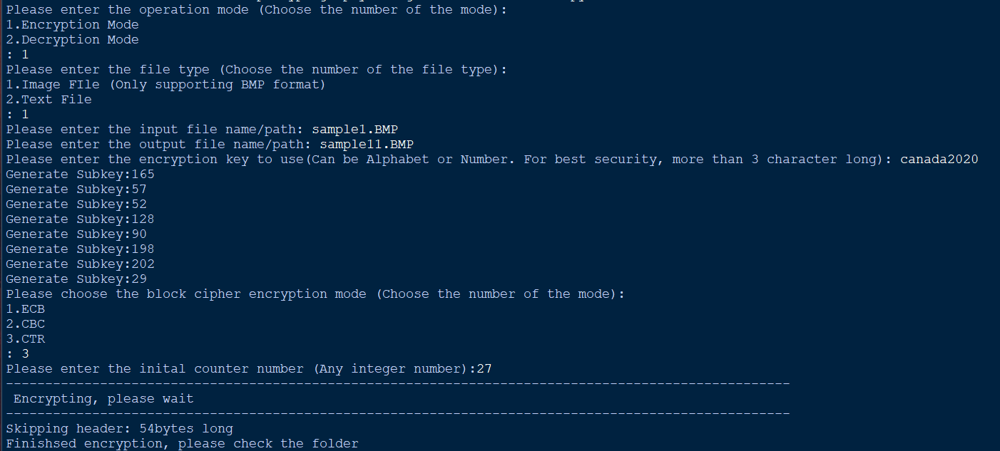 Please enter the operation mode (Choose the number of the mode):
1.Encryption Mode
2.Decryption Mode
: 1
Please enter the file type (Choose the number of the file type):
1.Image FIle (Only supporting BMP format)
2.Text File
: 1
Please enter the input file name/path: sample1.BMP
Please enter the output file name/path: sample11.BMP
Please enter the encryption key to use(Can be Alphabet or Number. For best security, more than 3 character long): canada2020
Generate Subkey:165
Generate Subkey:57
Generate Subkey:52
Generate Subkey:128
Generate Subkey:90
Generate Subkey:198
Generate Subkey:202
Generate Subkey:29
Please choose the block cipher encryption mode (Choose the number of the mode):
1.ECB
2.CBC
3.CTR
: 3
Please enter the inital counter number (Any integer number):27
----------------------------------------------------------------------------------------------------
Encrypting, please wait
----------------------------------------------------------------------------------------------------
Skipping header: 54bytes long
Finishsed encryption, please check the folder